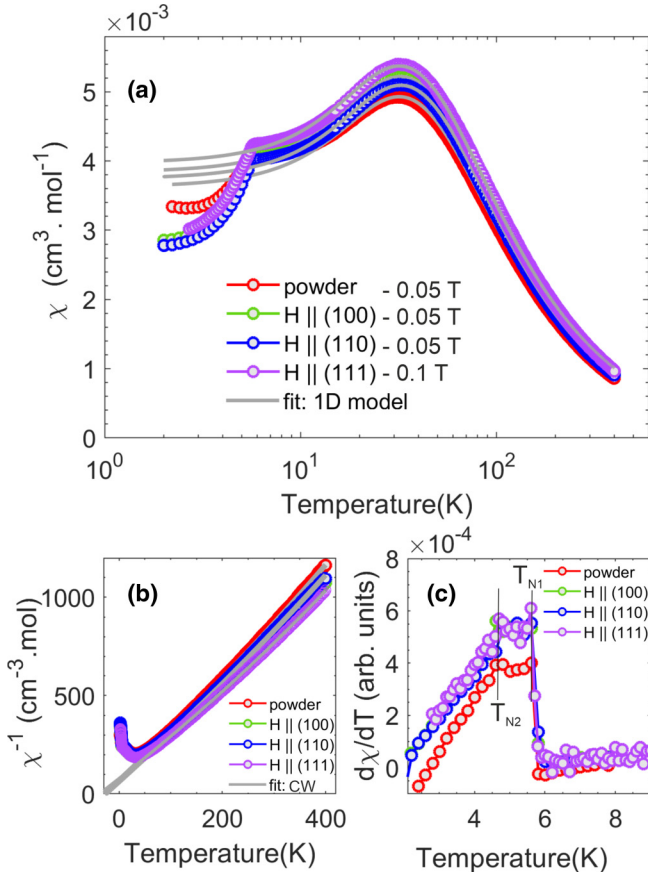 ×10⁻³
(a)
5
4
3
2
1
0
χ (cm³ . mol⁻¹)
powder - 0.05 T
H || (100) - 0.05 T
H || (110) - 0.05 T
H || (111) - 0.1 T
fit: 1D model
10⁰ 10¹ 10²
Temperature(K)
(b)
1000
500
0
χ⁻¹ (cm⁻³ .mol)
powder
H || (100)
H || (110)
H || (111)
fit: CW
0 200 400
Temperature(K)
×10⁻⁴
(c)
8
6
4
2
0
dχ/dT (arb. units)
T_N1
T_N2
powder
H || (100)
H || (110)
H || (111)
4 6 8
Temperature(K)